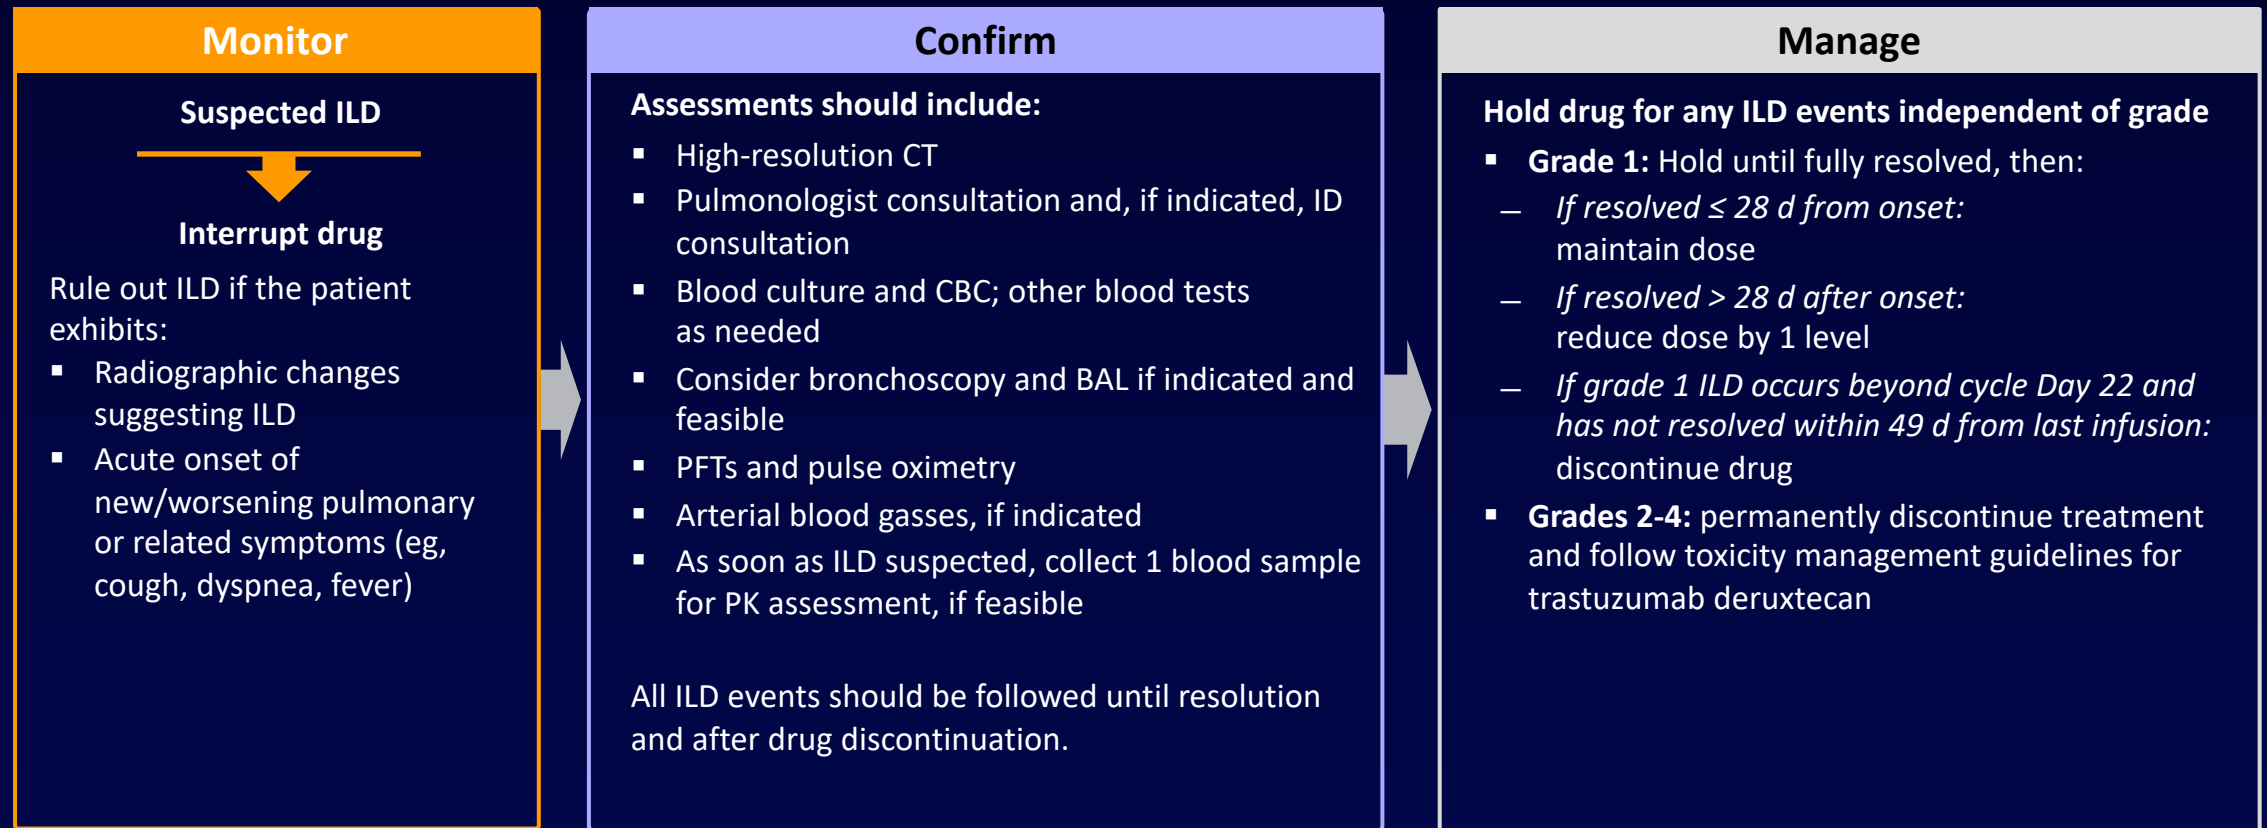 Monitor
Suspected ILD
Interrupt drug
Rule out ILD if the patient
exhibits:
▪ Radiographic changes
suggesting ILD
▪ Acute onset of
new/worsening pulmonary
or related symptoms (eg,
cough, dyspnea, fever)
Confirm
Assessments should include:
▪ High-resolution CT
▪ Pulmonologist consultation and, if indicated, ID
consultation
▪ Blood culture and CBC; other blood tests
as needed
▪ Consider bronchoscopy and BAL if indicated and
feasible
▪ PFTs and pulse oximetry
▪ Arterial blood gasses, if indicated
▪ As soon as ILD suspected, collect 1 blood sample
for PK assessment, if feasible
All ILD events should be followed until resolution
and after drug discontinuation.
Manage
Hold drug for any ILD events independent of grade
▪ Grade 1: Hold until fully resolved, then:
– If resolved ≤ 28 d from onset:
maintain dose
– If resolved > 28 d after onset:
reduce dose by 1 level
– If grade 1 ILD occurs beyond cycle Day 22 and
has not resolved within 49 d from last infusion:
discontinue drug
▪ Grades 2-4: permanently discontinue treatment
and follow toxicity management guidelines for
trastuzumab deruxtecan